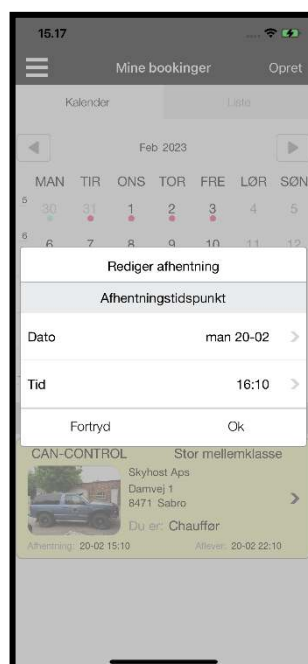 15.17
Mine bookinger Opret
Kalender Liste
Feb 2023
MAN TIR ONS TOR FRE LØR SØN
5 30 31 1 2 3 4 5
6 6 7 8 9 10 11 12
Rediger afhentning
Afhentningstidspunkt
Dato man 20-02
Tid 16:10
Fortryd Ok
CAN-CONTROL Stor mellemklasse
Skyhost Aps
Damvej 1
8471 Sabro
Du er: Chauffør
Afhentning: 20-02 15:10 Aflever: 20-02 22:10